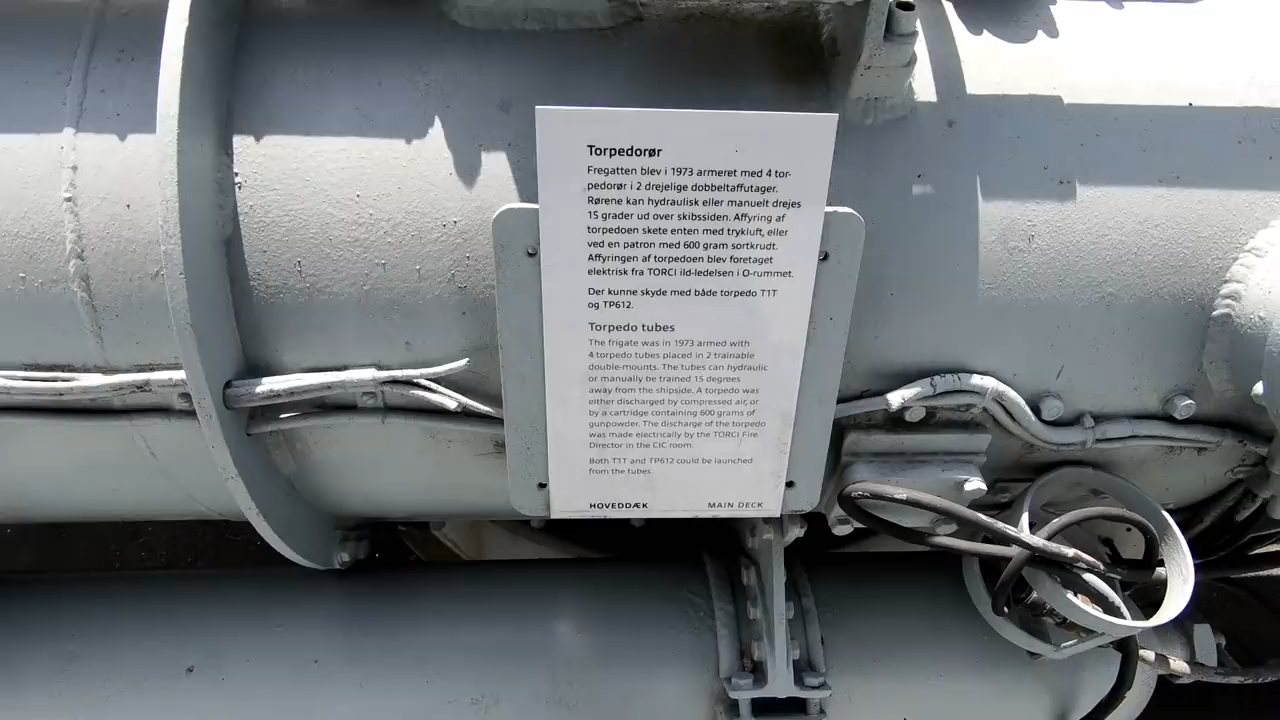 Torpedorør
Fregatten blev i 1973 armeret med 4 tor-
pedorør i 2 drejelige dobbeltaffutager.
Rørene kan hydraulisk eller manuelt drejes
15 grader ud over skibssiden. Affyring af
torpedoen skete enten med trykluft, eller
ved en patron med 600 gram sortkrudt.
Affyringen af torpedoen blev foretaget
elektrisk fra TORCI ild-ledelsen i O-rummet.
Der kunne skyde med både torpedo T1T
og TP612.
Torpedo tubes
The frigate was in 1973 armed with
4 torpedo tubes placed in 2 trainable
double-mounts. The tubes can hydraulic
or manually be trained 15 degrees
away from the shipside. A torpedo was
either discharged by compressed air, or
by a cartridge containing 600 grams of
gunpowder. The discharge of the torpedo
was made electrically by the TORCI Fire
Director in the CIC room.
Both T1T and TP612 could be launched
from the tubes.
HOVEDDÆK MAIN DECK